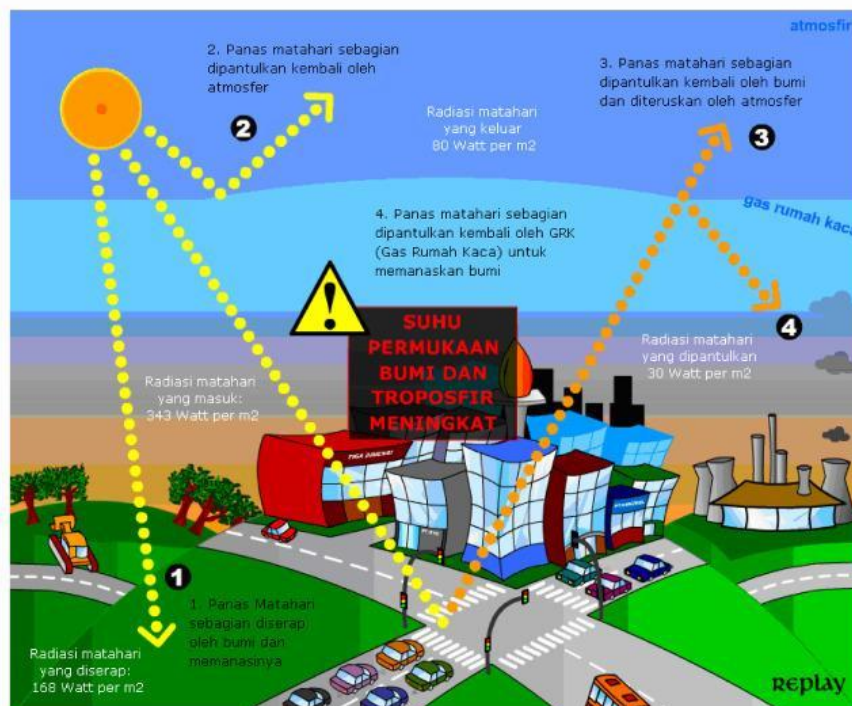 atmosfir
2. Panas matahari sebagian
dipantulkan kembali oleh
atmosfer
2
Radiasi matahari
yang keluar
80 Watt per m2
3. Panas matahari sebagian
dipantulkan kembali oleh bumi
dan diteruskan oleh atmosfer
3
gas rumah kaca
4. Panas matahari sebagian
dipantulkan kembali oleh GRK
(Gas Rumah Kaca) untuk
memanaskan bumi
!
SUHU
PERMUKAAN
BUMI DAN
TROPOSFIR
MENINGKAT
4
Radiasi matahari
yang dipantulkan
30 Watt per m2
Radiasi matahari
yang masuk:
343 Watt per m2
1
1. Panas Matahari
sebagian diserap
oleh bumi dan
memanasinya
Radiasi matahari
yang diserap:
168 Watt per m2
REplay